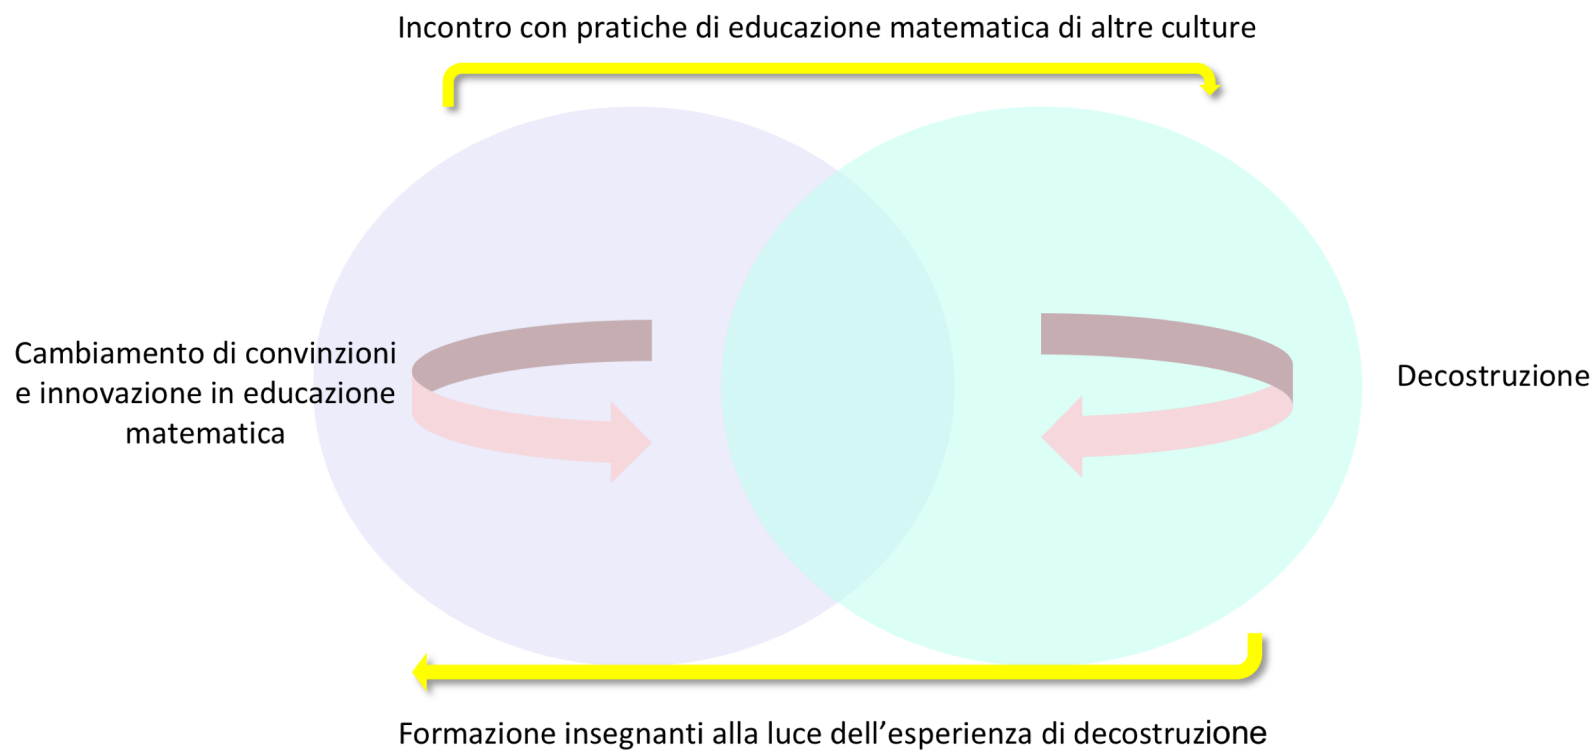 Incontro con pratiche di educazione matematica di altre culture
Cambiamento di convinzioni
e innovazione in educazione
matematica
Decostruzione
Formazione insegnanti alla luce dell’esperienza di decostruzione